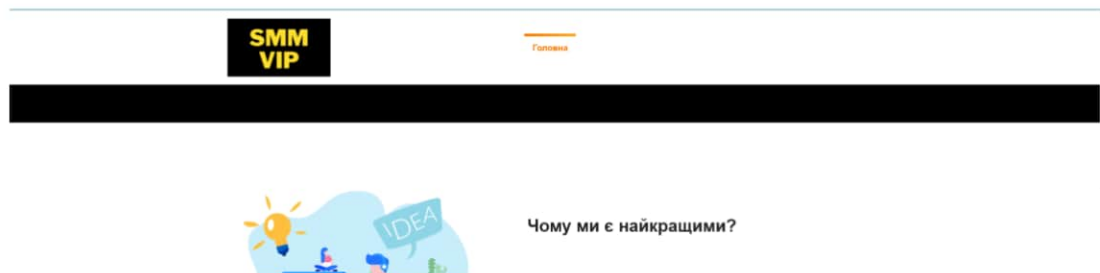 SMM
VIP
Головна
IDEA
Чому ми є найкращими?